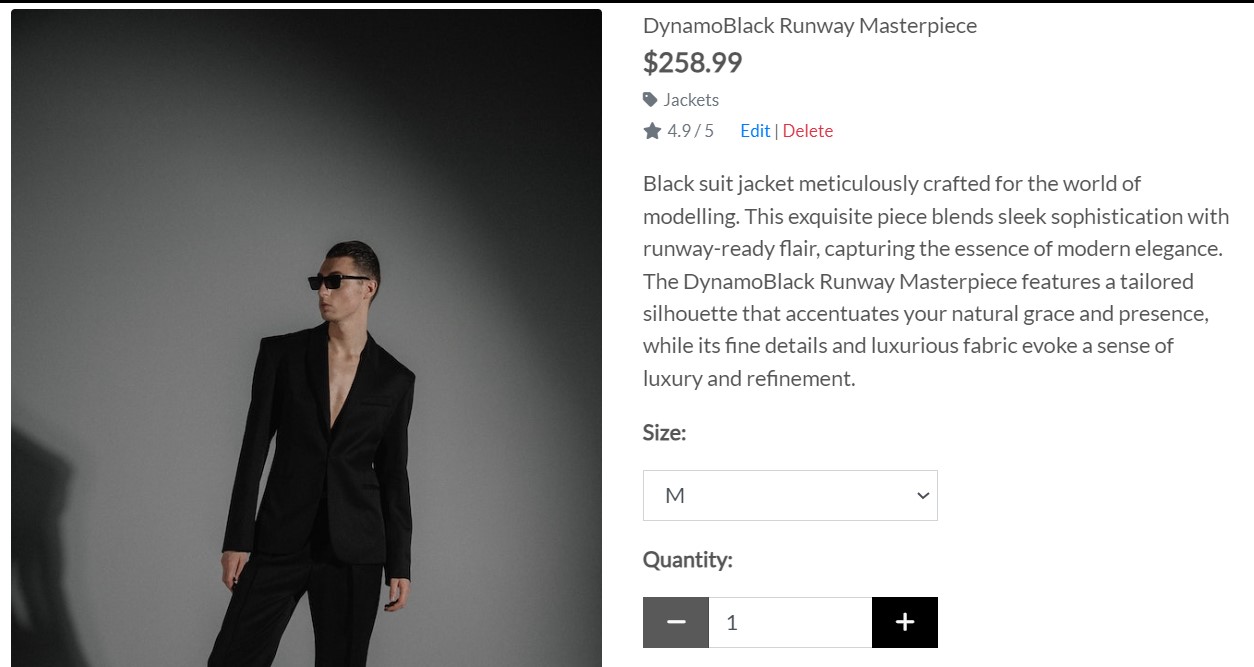 DynamoBlack Runway Masterpiece
$258.99
Jackets
4.9 / 5 Edit | Delete
Black suit jacket meticulously crafted for the world of
modelling. This exquisite piece blends sleek sophistication with
runway-ready flair, capturing the essence of modern elegance.
The DynamoBlack Runway Masterpiece features a tailored
silhouette that accentuates your natural grace and presence,
while its fine details and luxurious fabric evoke a sense of
luxury and refinement.
Size:
M
Quantity:
1